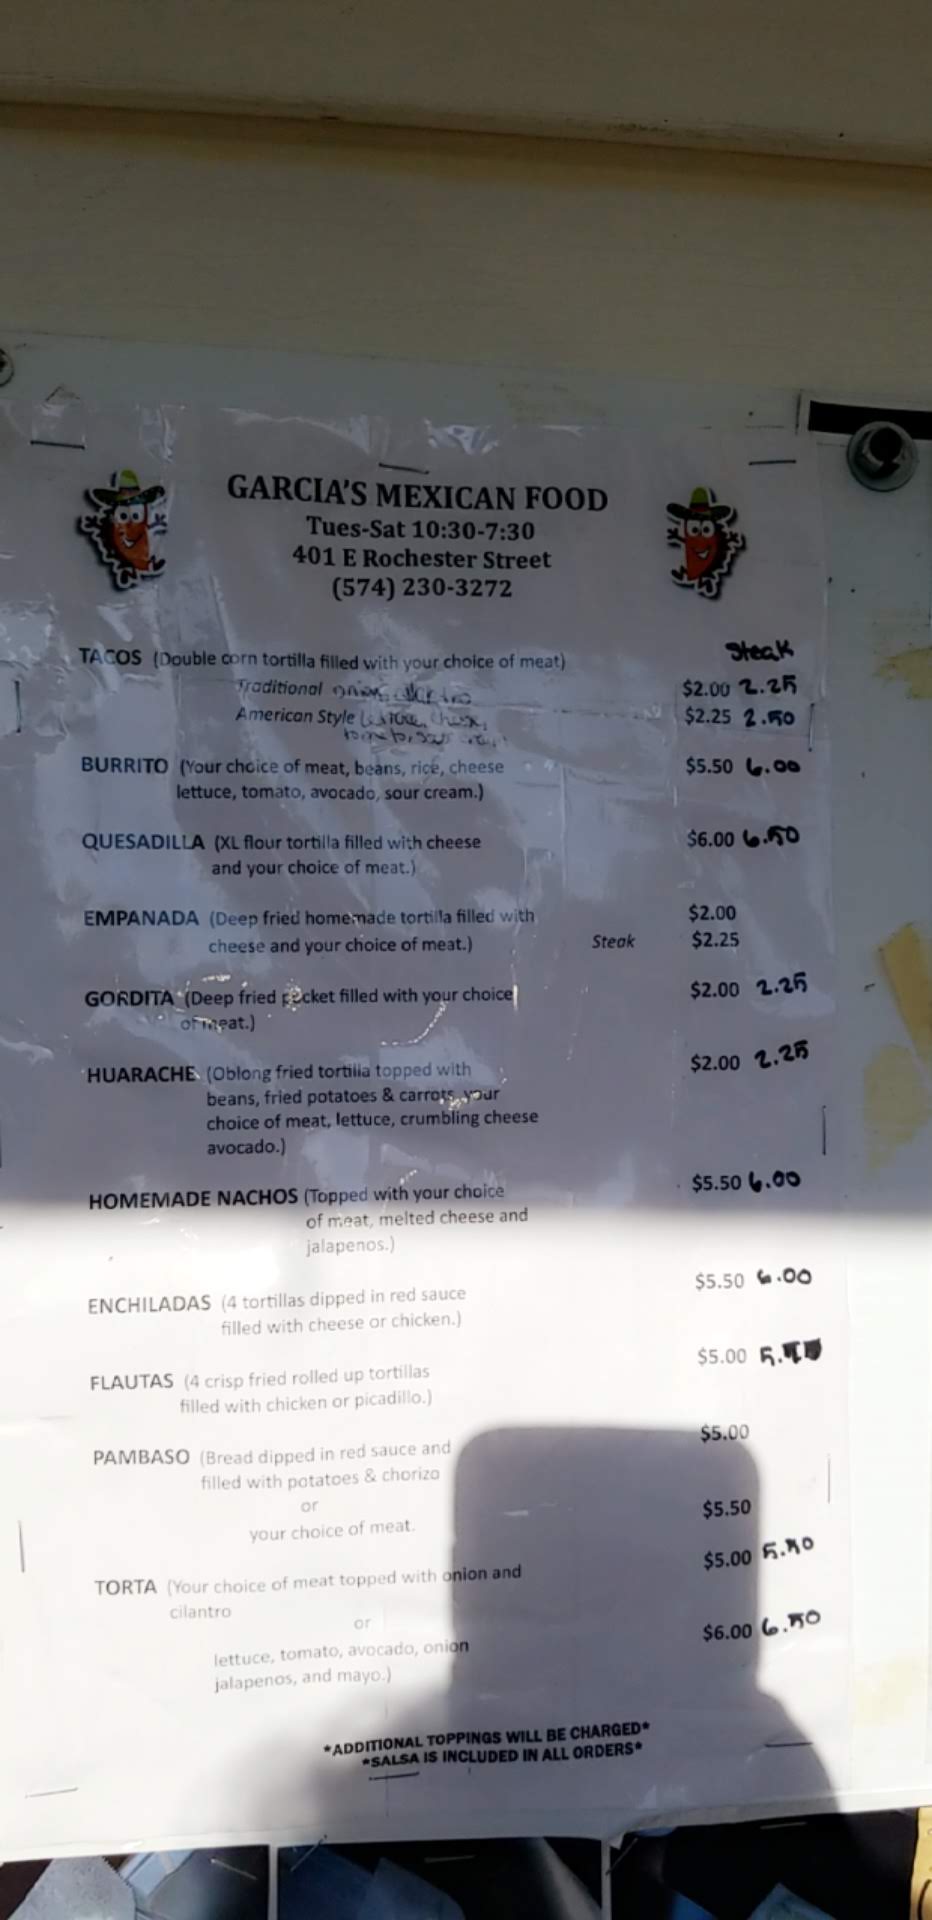 GARCIA'S MEXICAN FOOD
Tues-Sat 10:30-7:30
401 E Rochester Street
(574) 230-3272
Steak
TACOS (Double corn tortilla filled with your choice of meat)
Traditional onion, cilantro $2.00 2.25
American Style Lettuce, cheese, $2.25 2.50
tomato, sour cream
BURRITO (Your choice of meat, beans, rice, cheese $5.50 6.00
lettuce, tomato, avocado, sour cream.)
QUESADILLA (XL flour tortilla filled with cheese $6.00 6.50
and your choice of meat.)
EMPANADA (Deep fried homemade tortilla filled with $2.00
cheese and your choice of meat.) Steak $2.25
GORDITA (Deep fried pocket filled with your choice $2.00 2.25
of meat.)
HUARACHE (Oblong fried tortilla topped with $2.00 2.25
beans, fried potatoes & carrots, your
choice of meat, lettuce, crumbling cheese
avocado.)
HOMEMADE NACHOS (Topped with your choice $5.50 6.00
of meat, melted cheese and
jalapenos.)
ENCHILADAS (4 tortillas dipped in red sauce $5.50 6.00
filled with cheese or chicken.)
FLAUTAS (4 crisp fried rolled up tortillas $5.00
filled with chicken or picadillo.)
PAMBASO (Bread dipped in red sauce and $5.00
filled with potatoes & chorizo
or
your choice of meat. $5.50
TORTA (Your choice of meat topped with onion and $5.00 5.50
cilantro
or
lettuce, tomato, avocado, onion $6.00 6.50
jalapenos, and mayo.)
*ADDITIONAL TOPPINGS WILL BE CHARGED*
*SALSA IS INCLUDED IN ALL ORDERS*